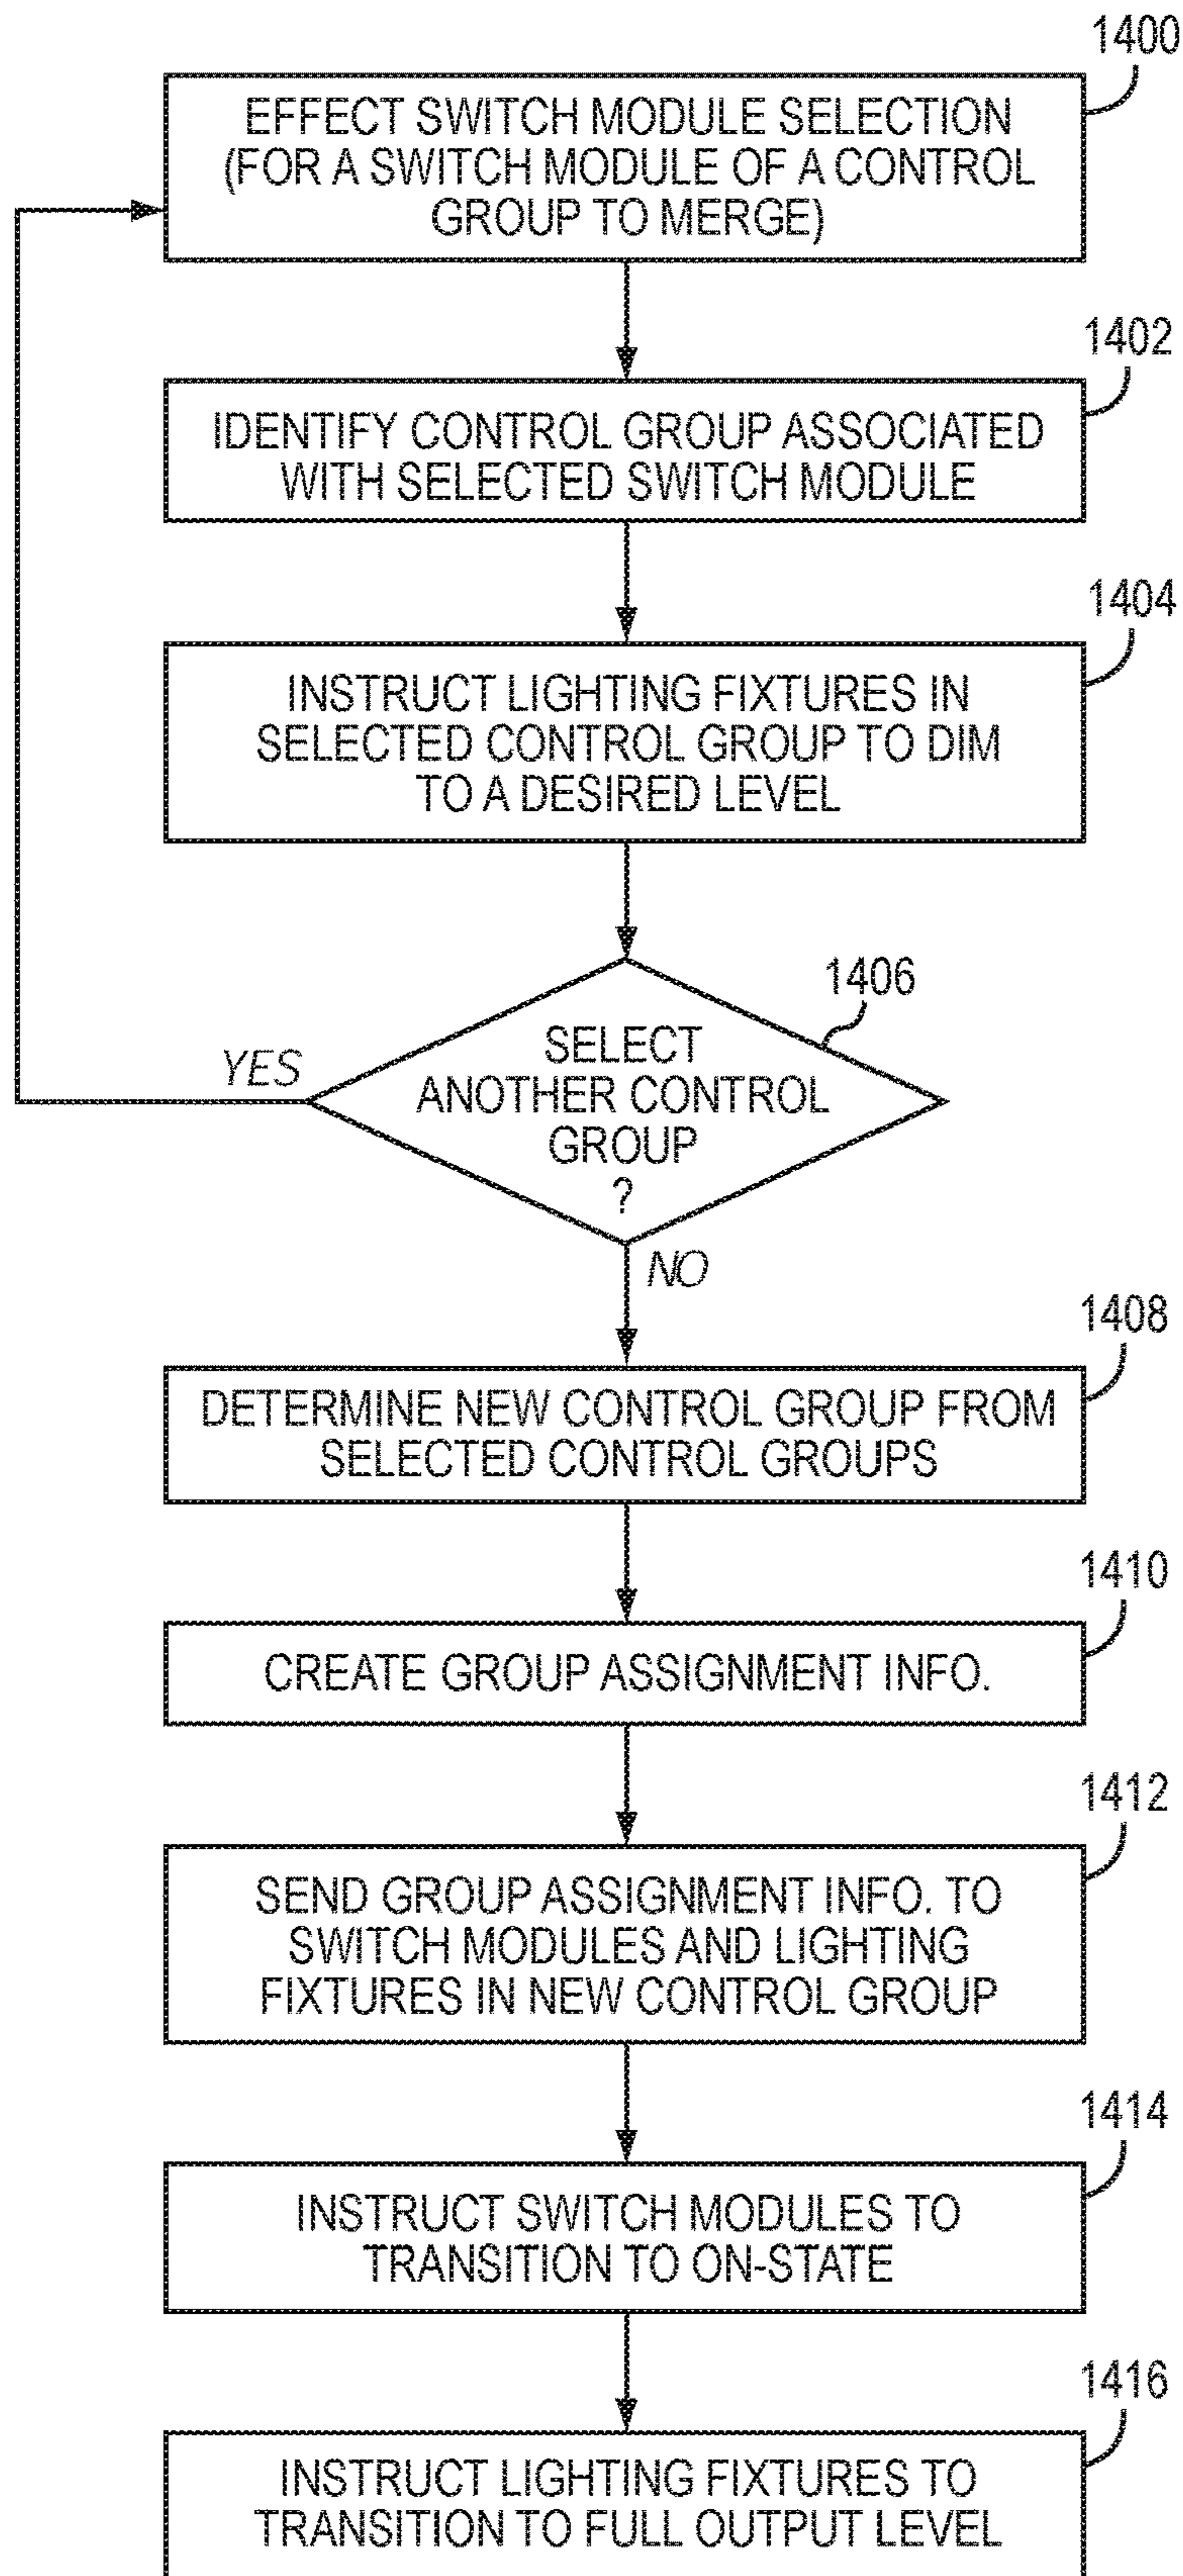 1400
EFFECT SWITCH MODULE SELECTION
(FOR A SWITCH MODULE OF A CONTROL
GROUP TO MERGE)
1402
IDENTIFY CONTROL GROUP ASSOCIATED
WITH SELECTED SWITCH MODULE
1404
INSTRUCT LIGHTING FIXTURES IN
SELECTED CONTROL GROUP TO DIM
TO A DESIRED LEVEL
1406
SELECT
ANOTHER CONTROL
GROUP
?
YES
NO
1408
DETERMINE NEW CONTROL GROUP FROM
SELECTED CONTROL GROUPS
1410
CREATE GROUP ASSIGNMENT INFO.
1412
SEND GROUP ASSIGNMENT INFO. TO
SWITCH MODULES AND LIGHTING
FIXTURES IN NEW CONTROL GROUP
1414
INSTRUCT SWITCH MODULES TO
TRANSITION TO ON-STATE
1416
INSTRUCT LIGHTING FIXTURES TO
TRANSITION TO FULL OUTPUT LEVEL